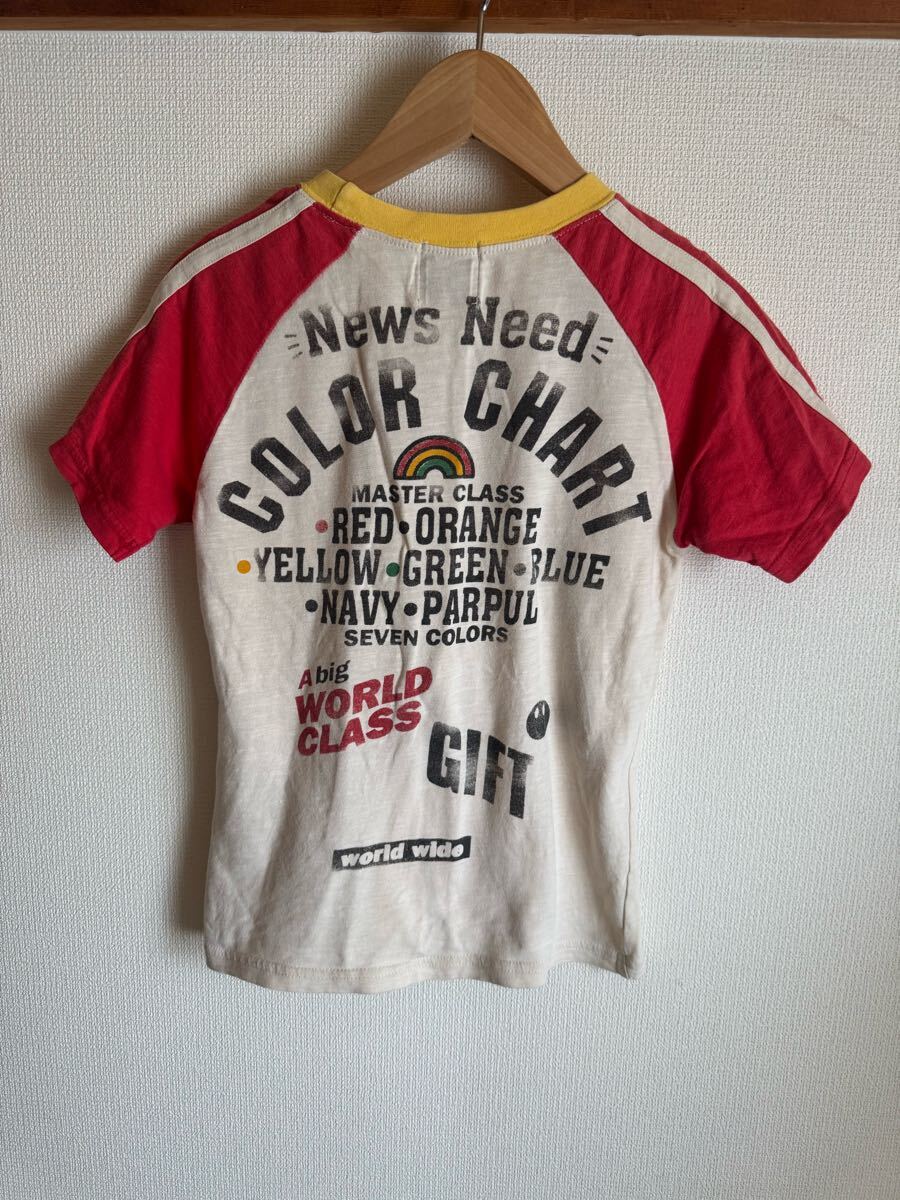 News Need
COLOR CHART
MASTER CLASS
•RED•ORANGE
•YELLOW•GREEN•BLUE
•NAVY•PARPUL
SEVEN COLORS
A big
WORLD
CLASS
GIFT
world wide